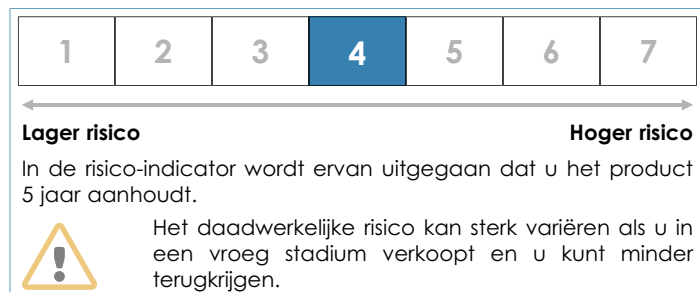 1 2 3 4 5 6 7
Lager risico Hoger risico
In de risico-indicator wordt ervan uitgegaan dat u het product
5 jaar aanhoudt.
Het daadwerkelijke risico kan sterk variëren als u in
een vroeg stadium verkoopt en u kunt minder
terugkrijgen.